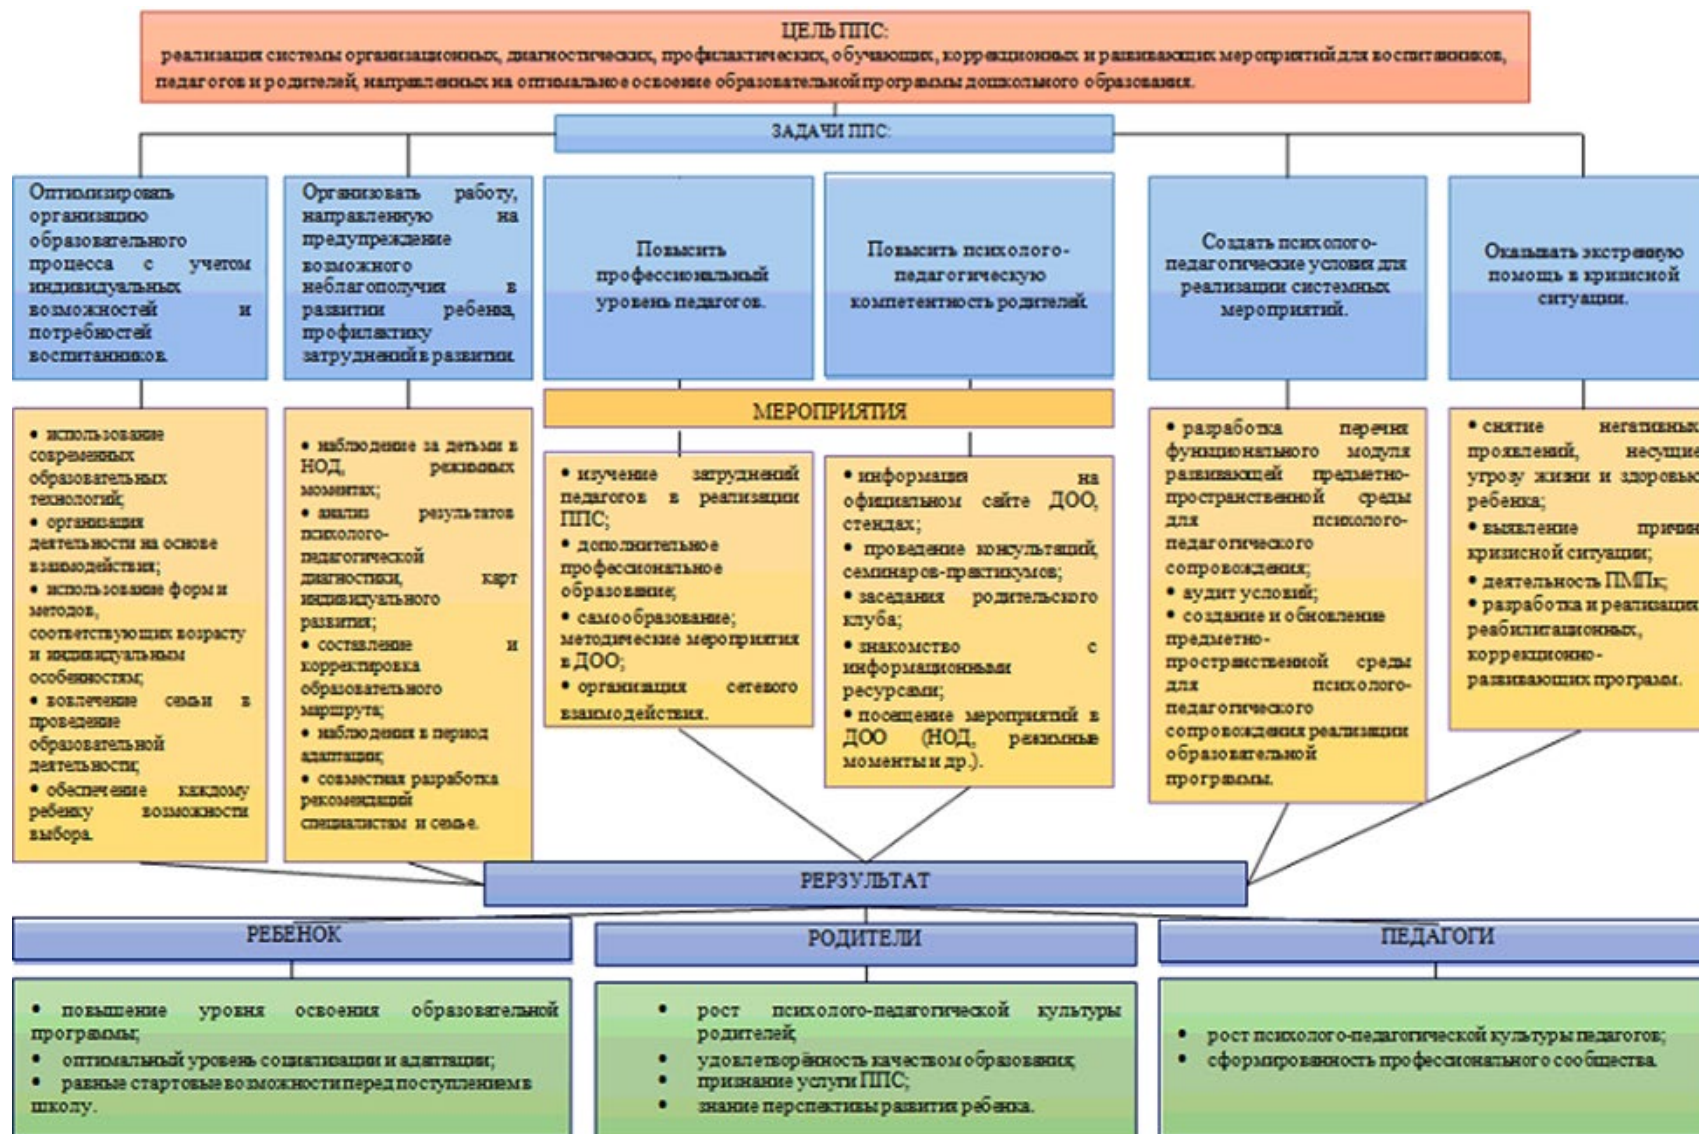 ЦЕЛЬ ППС:
реализация системы организационных, диагностических, профилактических, обучающих, коррекционных и развивающих мероприятий для воспитанников,
педагогов и родителей, направленных на оптимальное освоение образовательной программы дошкольного образования.
ЗАДАЧИ ППС:
Оптимизировать
организацию
образовательного
процесса с учетом
индивидуальных
возможностей и
потребностей
воспитанников.
Организовать работу,
направленную на
предупреждение
возможного
неблагополучия в
развитии ребенка,
профилактику
затруднений в развитии.
Повысить
профессиональный
уровень педагогов.
Повысить психолого-
педагогическую
компетентность родителей.
Создать психолого-
педагогические условия для
реализации системных
мероприятий.
Оказывать экстренную
помощь в кризисной
ситуации.
МЕРОПРИЯТИЯ
• использование
современных
образовательных
технологий;
• организация
деятельности на основе
взаимодействия;
• использование форм и
методов,
соответствующих возрасту
и индивидуальным
особенностям;
• вовлечение семьи в
проведение
образовательной
деятельности;
• обеспечение каждому
ребенку возможности
выбора.
• наблюдение за детьми в
НОД, режимных
моментах;
• анализ результатов
психолого-
педагогической
диагностики, карт
индивидуального
развития;
• составление и
корректировка
образовательного
маршрута;
• наблюдения в период
адаптации;
• совместная разработка
рекомендаций
специалистам и семье.
• изучение затруднений
педагогов в реализации
ППС;
• дополнительное
профессиональное
образование;
• самообразование;
методические мероприятия
в ДОО;
• организация сетевого
взаимодействия.
• информация на
официальном сайте ДОО,
стендах;
• проведение консультаций,
семинаров-практикумов;
• заседания родительского
клуба;
• знакомство с
информационными
ресурсами;
• посещение мероприятий в
ДОО (НОД, режимные
моменты и др.).
• разработка перечня
функционального модуля
развивающей предметно-
пространственной среды
для психолого-
педагогического
сопровождения;
• аудит условий;
• создание и обновление
предметно-
пространственной среды
для психолого-
педагогического
сопровождения реализации
образовательной
программы.
• снятие негативных
проявлений, несущие
угрозу жизни и здоровью
ребенка;
• выявление причин
кризисной ситуации;
• деятельность ПМПк;
• разработка и реализация
реабилитационных,
коррекционно-
развивающих программ.
РЕРЗУЛЬТАТ
РЕБЕНОК
РОДИТЕЛИ
ПЕДАГОГИ
• повышение уровня освоения образовательной
программы;
• оптимальный уровень социализации и адаптации;
• равные стартовые возможности перед поступлением в
школу.
• рост психолого-педагогической культуры
родителей;
• удовлетворённость качеством образования;
• признание услуги ППС;
• знание перспективы развития ребенка.
• рост психолого-педагогической культуры педагогов;
• сформированность профессионального сообщества.